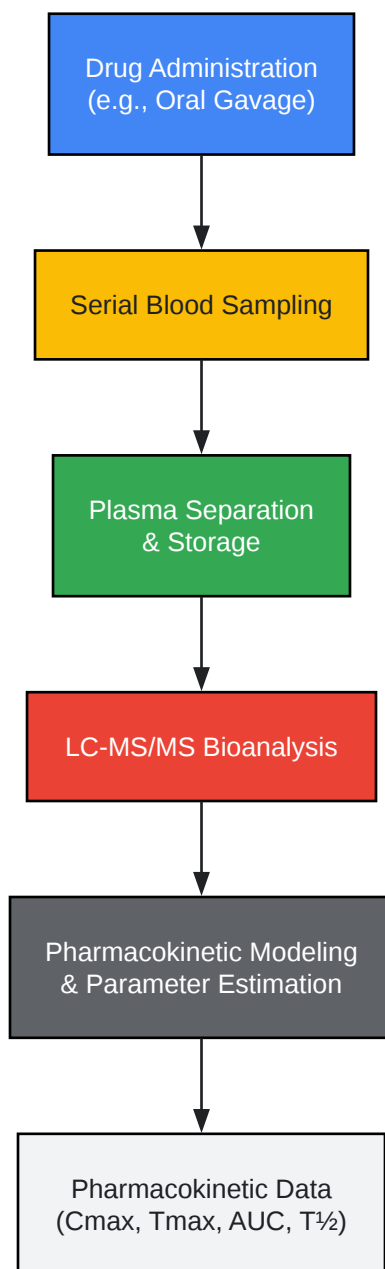 Drug Administration
(e.g., Oral Gavage)
Serial Blood Sampling
Plasma Separation
& Storage
LC-MS/MS Bioanalysis
Pharmacokinetic Modeling
& Parameter Estimation
Pharmacokinetic Data
(Cmax, Tmax, AUC, T½)